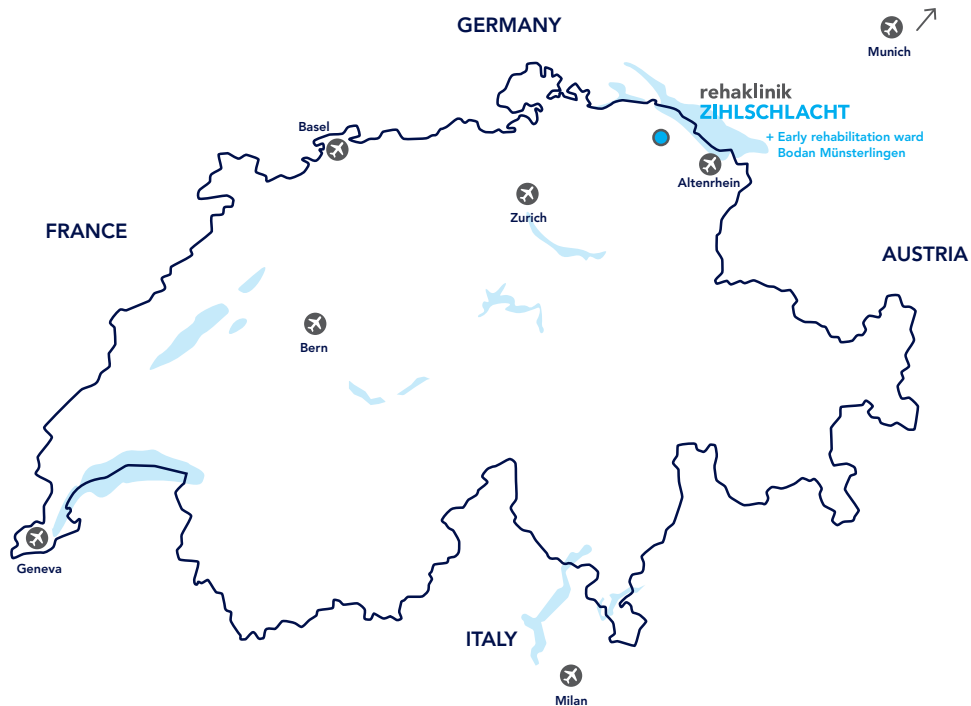 GERMANY
Munich
rehaklinik
ZIHLSCHLACHT
+ Early rehabilitation ward
Bodan Münsterlingen
Basel
Altenrhein
Zurich
FRANCE
AUSTRIA
Bern
Geneva
ITALY
Milan